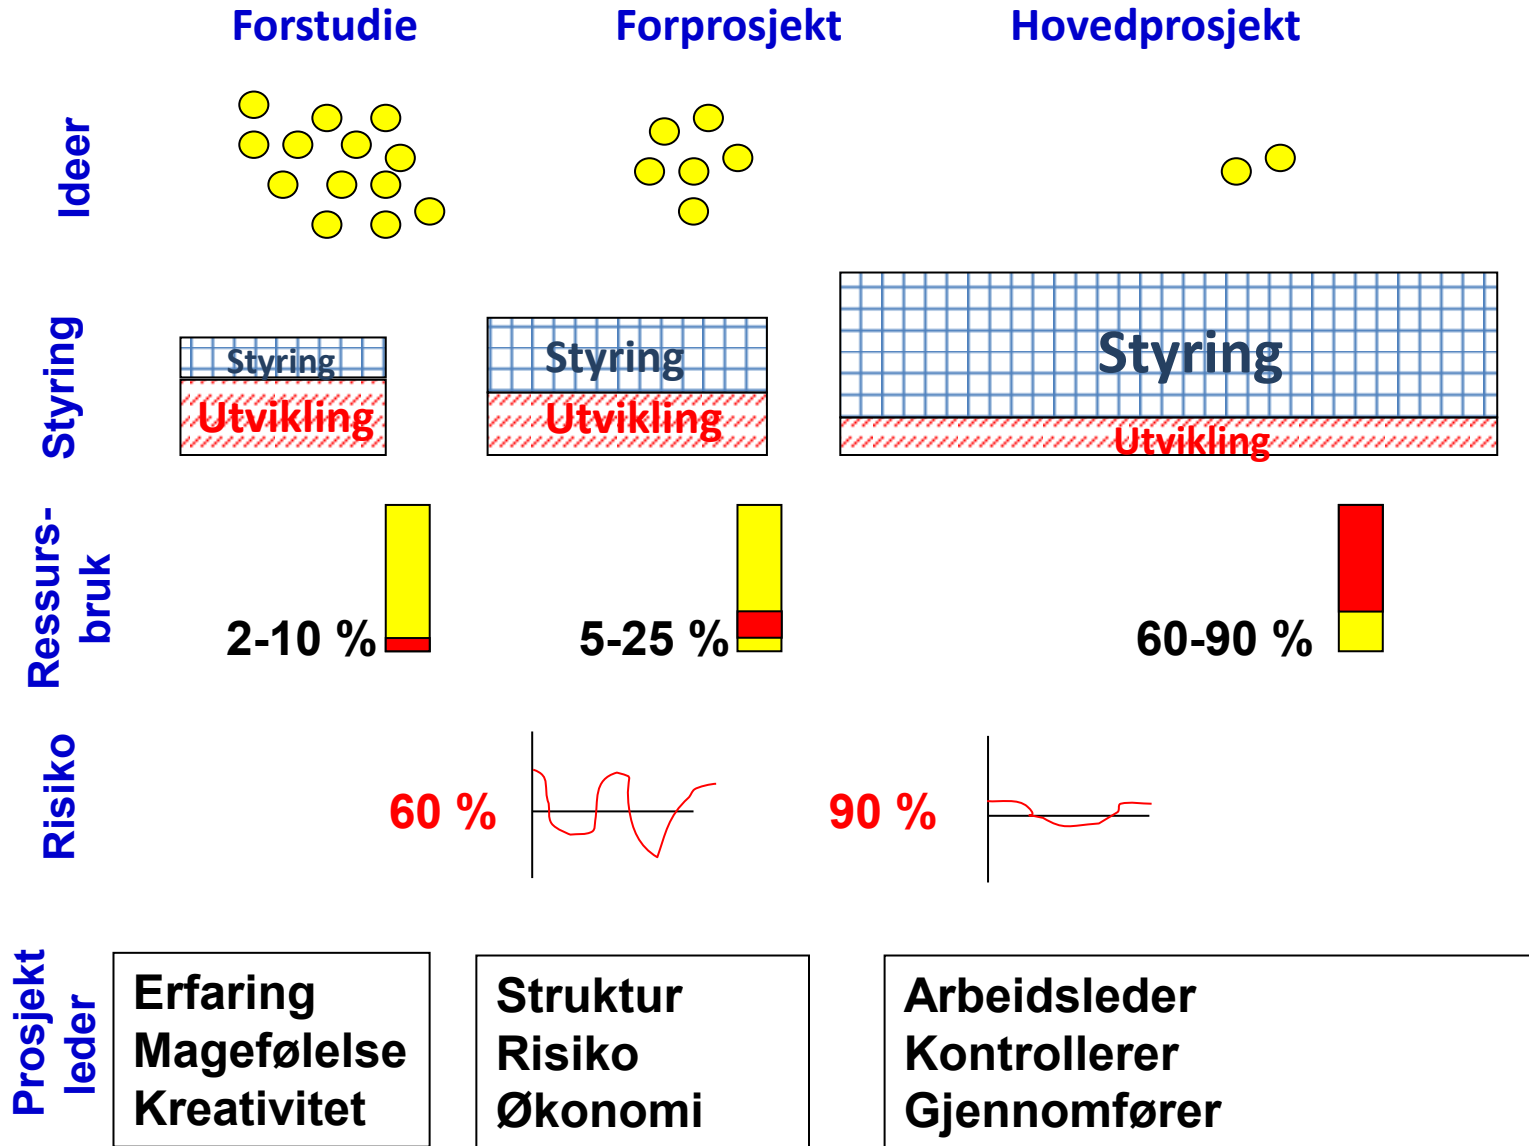 Forstudie
Forprosjekt
Hovedprosjekt
Ideer
Styring
Styring
Utvikling
Styring
Utvikling
Styring
Utvikling
Ressurs-
bruk
2-10 %
5-25 %
60-90 %
Risiko
60 %
90 %
Prosjekt
leder
Erfaring
Magefølelse
Kreativitet
Struktur
Risiko
Økonomi
Arbeidsleder
Kontrollerer
Gjennomfører